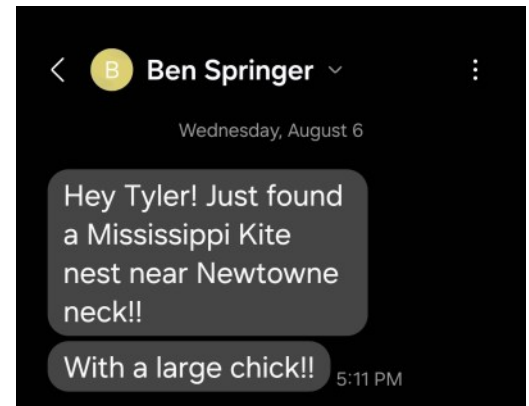 B Ben Springer
Wednesday, August 6
Hey Tyler! Just found
a Mississippi Kite
nest near Newtowne
neck!!
With a large chick!! 5:11 PM